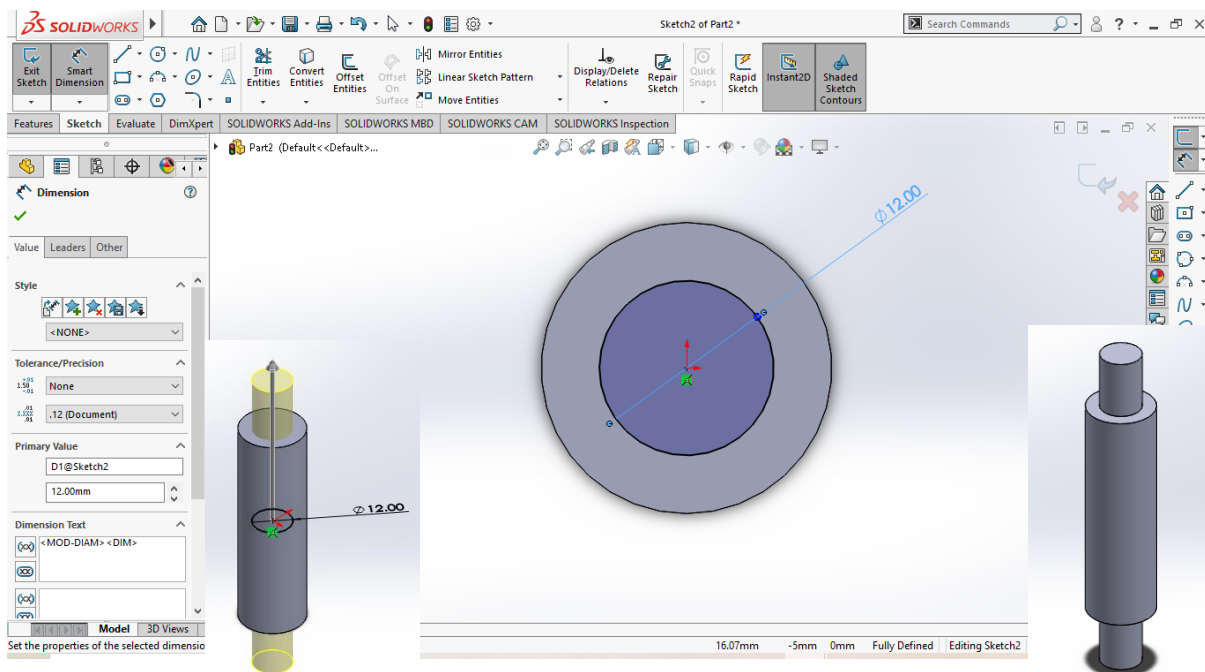 SOLIDWORKS
Sketch2 of Part2 *
Search Commands
?
Exit Sketch
Smart Dimension
Trim Entities
Convert Entities
Offset Entities
Offset On Surface
Mirror Entities
Linear Sketch Pattern
Move Entities
Display/Delete Relations
Repair Sketch
Quick Snaps
Rapid Sketch
Instant2D
Shaded Sketch Contours
Features Sketch Evaluate DimXpert SOLIDWORKS Add-Ins SOLIDWORKS MBD SOLIDWORKS CAM SOLIDWORKS Inspection
Part2 (Default<<Default>...
Dimension
Value Leaders Other
Style
<NONE>
Tolerance/Precision
None
.12 (Document)
Primary Value
D1@Sketch2
12.00mm
Dimension Text
<MOD-DIAM><DIM>
Ø12.00
Ø12.00
Model 3D Views
Set the properties of the selected dimensio
16.07mm -5mm 0mm Fully Defined Editing Sketch2